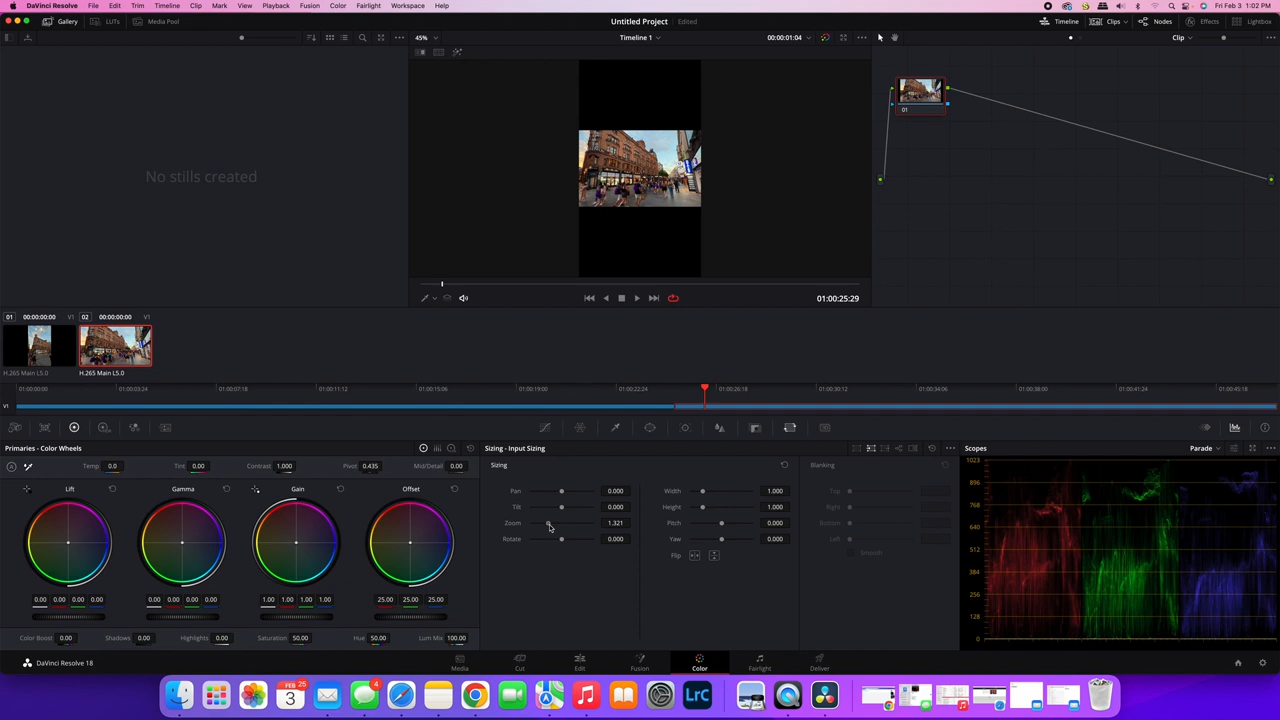 DaVinci Resolve File Edit Trim Timeline Clip Mark View Playback Fusion Color Fairlight Workspace Help Fri Feb 3 1:02 PM
Gallery LUTs Media Pool Untitled Project Edited Timeline Clips Nodes Effects Lightbox
45% Timeline 1 00:00:01:04 Clip
No stills created
01
01:00:25:29
01 00:00:00:00 V1 02 00:00:00:00 V1
H.265 Main L5.0 H.265 Main L5.0
01:00:00:00 01:00:03:24 01:00:07:18 01:00:11:12 01:00:15:06 01:00:19:00 01:00:22:24 01:00:26:18 01:00:30:12 01:00:34:06 01:00:38:00 01:00:41:24 01:00:45:18
V1
Primaries - Color Wheels Sizing - Input Sizing Scopes Parade
Temp 0.0 Tint 0.00 Contrast 1.000 Pivot 0.435 Mid/Detail 0.00
Sizing Blanking
Lift Gamma Gain Offset
Pan 0.000 Width 1.000 Top
Tilt 0.000 Height 1.000 Right
Zoom 1.321 Pitch 0.000 Bottom
Rotate 0.000 Yaw 0.000 Left
Flip Smooth
0.00 0.00 0.00 0.00 0.00 0.00 0.00 0.00 1.00 1.00 1.00 1.00 25.00 25.00 25.00
Color Boost 0.00 Shadows 0.00 Highlights 0.00 Saturation 50.00 Hue 50.00 Lum Mix 100.00
1023
896
768
640
512
384
256
128
0
DaVinci Resolve 18 Media Cut Edit Fusion Color Fairlight Deliver
FEB 25
3
4
LrC